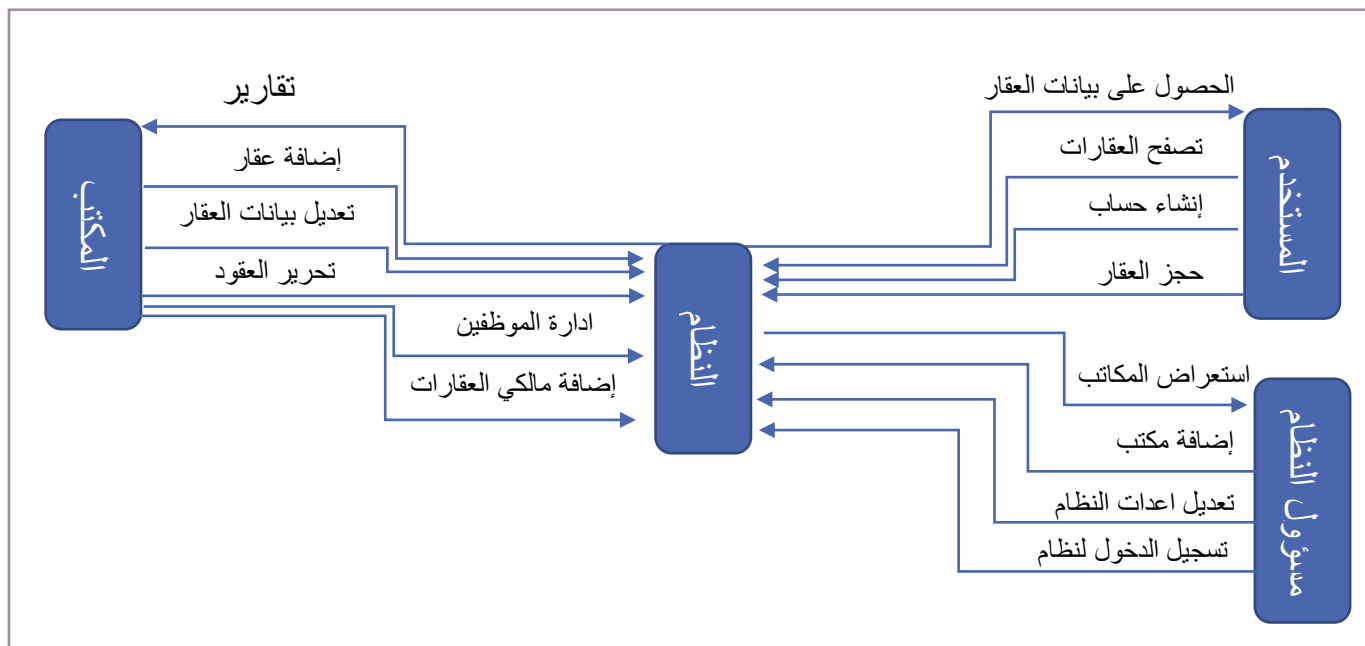 الحصول على بيانات العقار
تصفح العقارات
إنشاء حساب
حجز العقار
المستخدم
استعراض المكاتب
إضافة مكتب
تعديل اعدات النظام
تسجيل الدخول لنظام
مسؤول النظام
النظام
تقارير
إضافة عقار
تعديل بيانات العقار
تحرير العقود
ادارة الموظفين
إضافة مالكي العقارات
المكتب